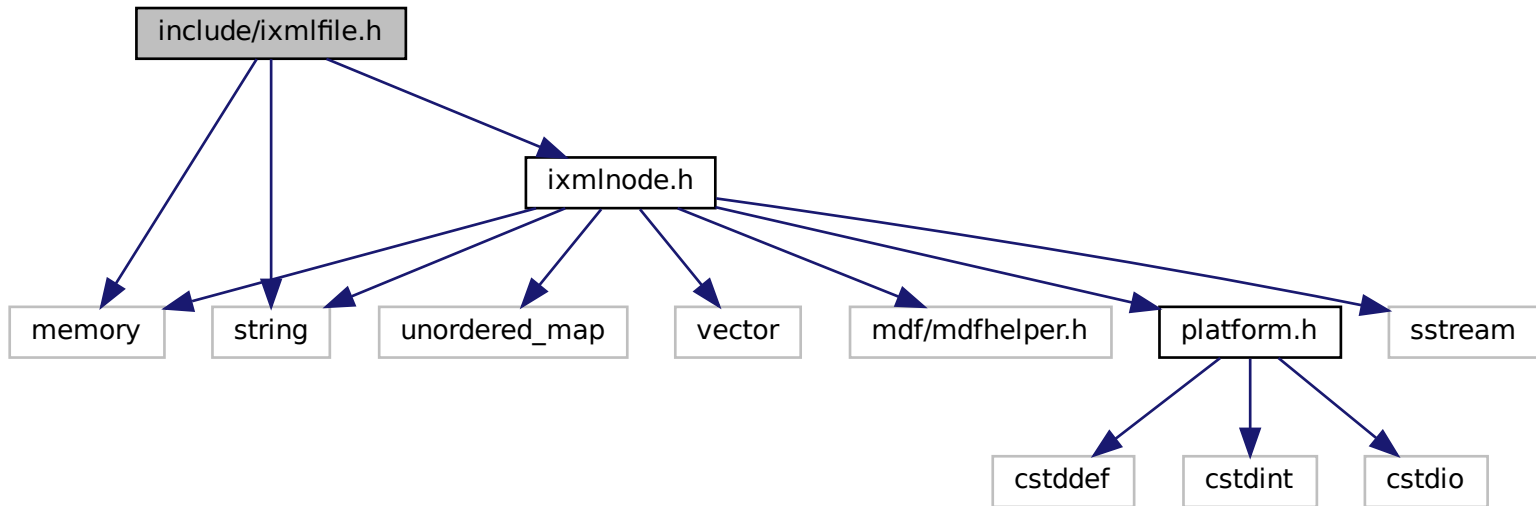 include/ixmlfile.h
ixmlnode.h
memory
string
unordered_map
vector
mdf/mdfhelper.h
platform.h
sstream
cstddef
cstdint
cstdio